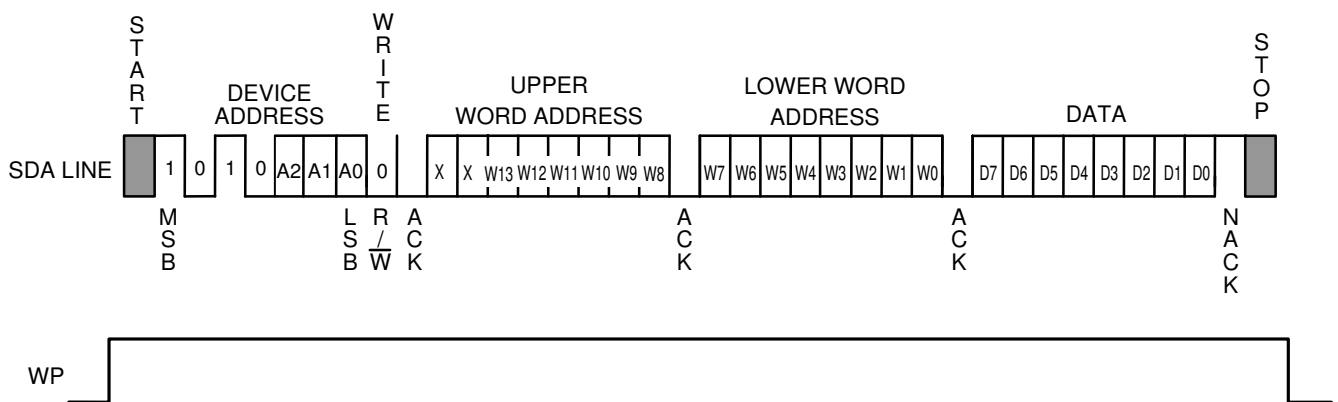 START
WRITE
STOP
DEVICE
ADDRESS
UPPER
WORD ADDRESS
LOWER WORD
ADDRESS
DATA
SDA LINE 1 0 1 0 A2 A1 A0 0 X X W13 W12 W11 W10 W9 W8 W7 W6 W5 W4 W3 W2 W1 W0 D7 D6 D5 D4 D3 D2 D1 D0
MSB
LSB
R/W
ACK
ACK
ACK
NACK
WP